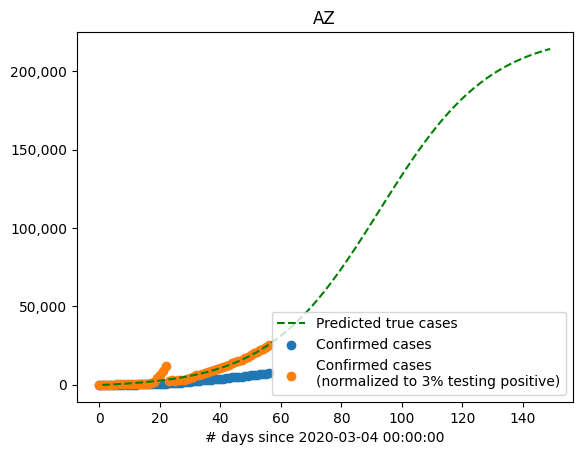 AZ
200,000
150,000
100,000
50,000
0
0 20 40 60 80 100 120 140
# days since 2020-03-04 00:00:00
Predicted true cases
Confirmed cases
Confirmed cases
(normalized to 3% testing positive)